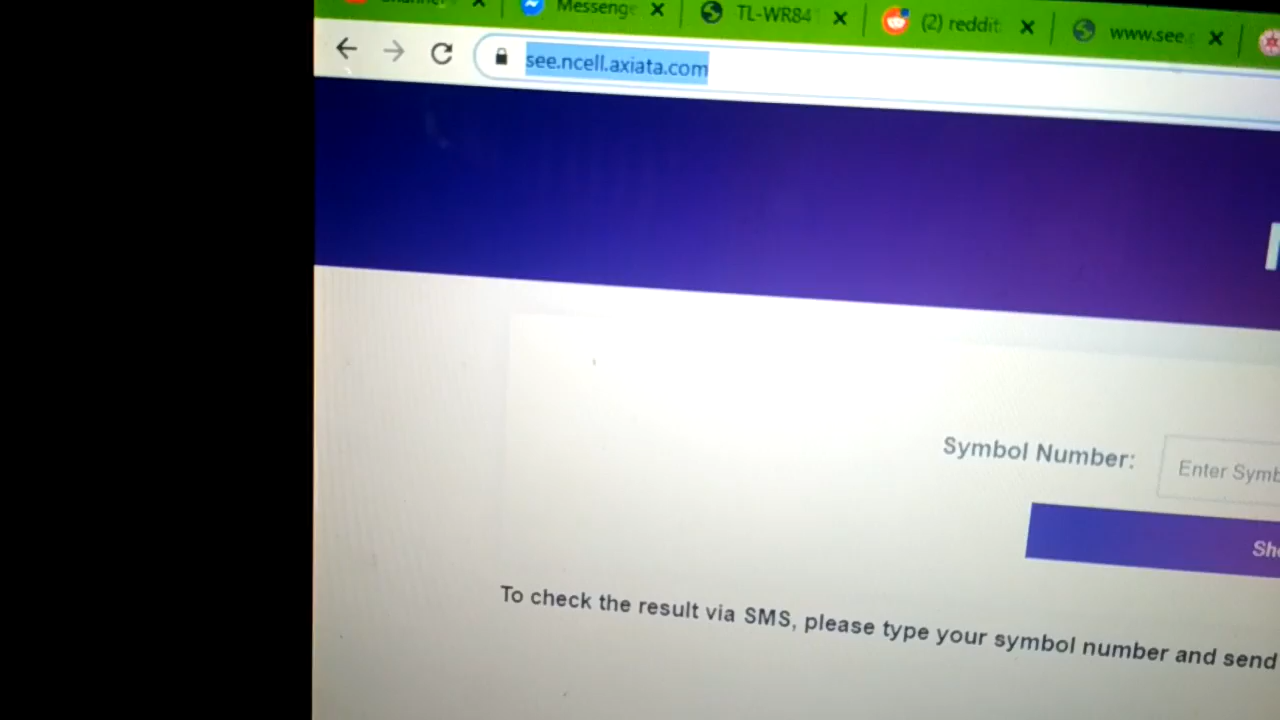 Messenge
TL-WR84
(2) reddit
www.see.
see.ncell.axiata.com
Symbol Number:
Enter Symb
Sh
To check the result via SMS, please type your symbol number and send